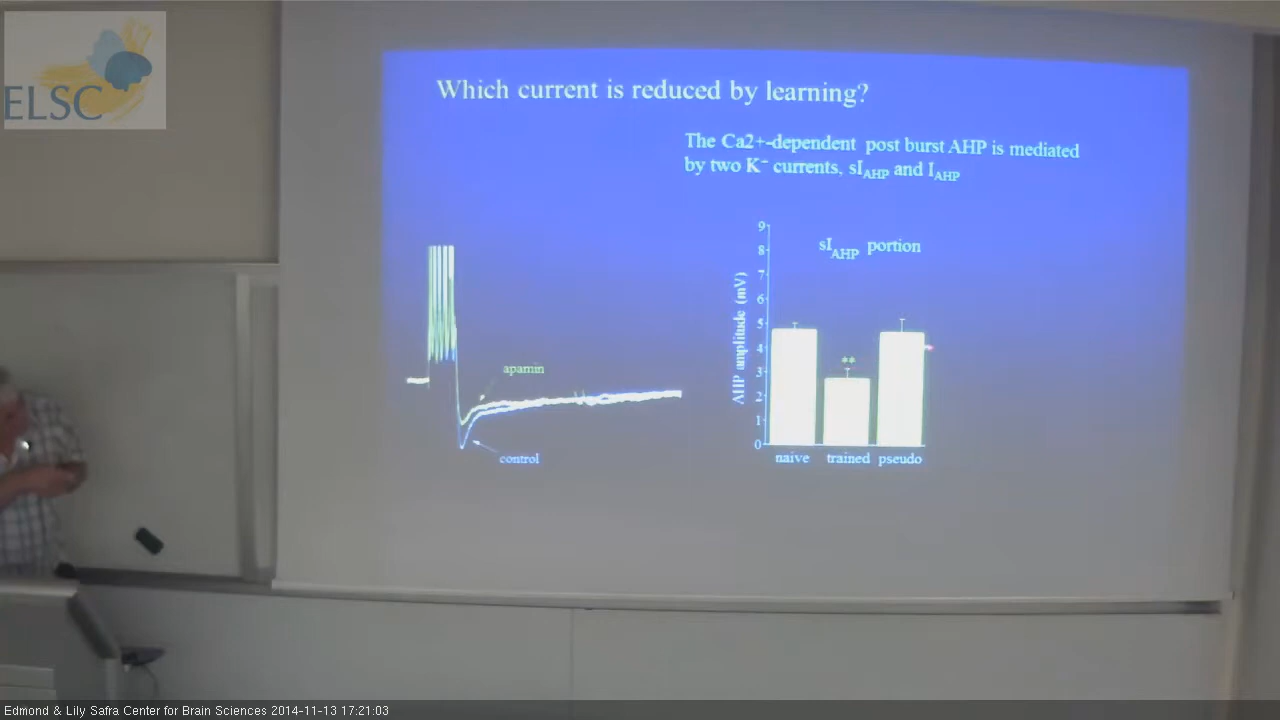 ELSC
Which current is reduced by learning?
The Ca2+-dependent post burst AHP is mediated
by two K⁻ currents, sI_AHP and I_AHP
sI_AHP portion
AHP amplitude (mV)
9
8
7
6
5
4
3
2
1
0
**
naive trained pseudo
apamin
control
Edmond & Lily Safra Center for Brain Sciences 2014-11-13 17:21:03